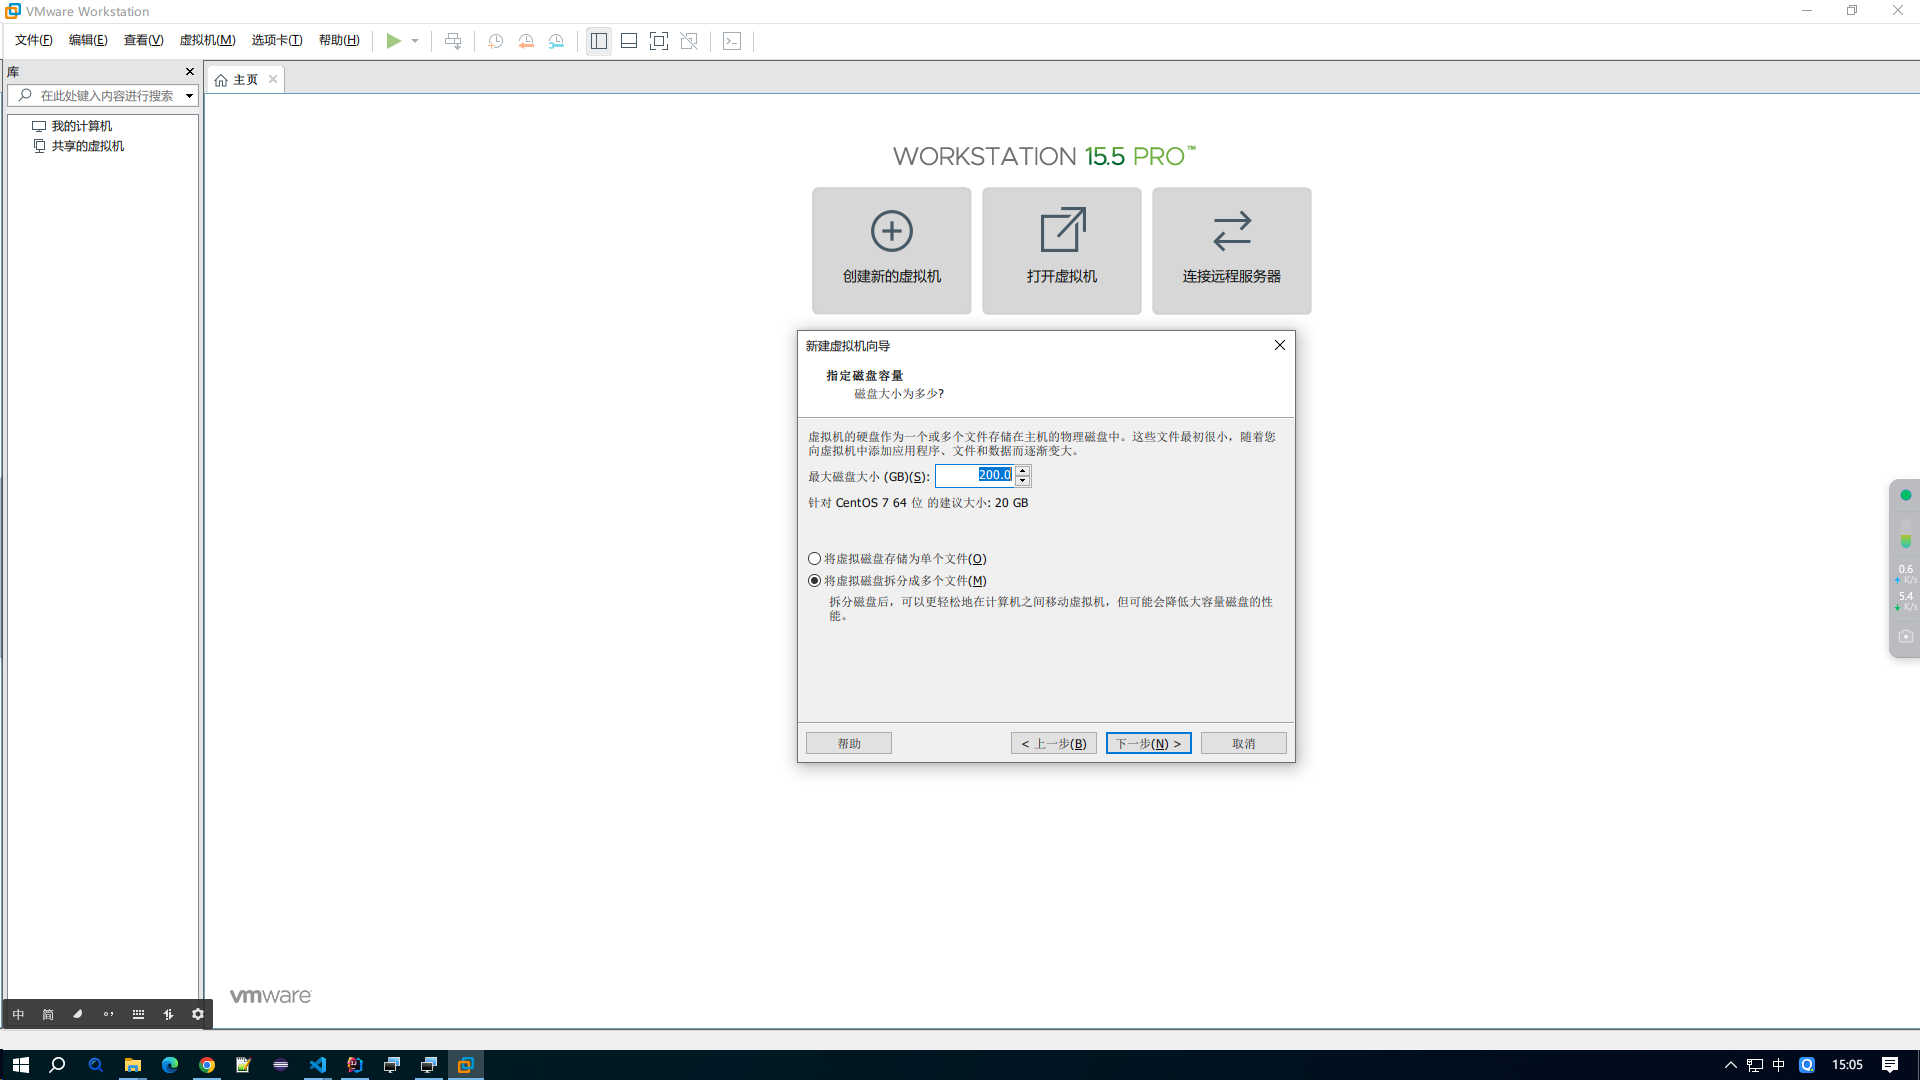 VMware Workstation
文件(F) 编辑(E) 查看(V) 虚拟机(M) 选项卡(T) 帮助(H)
库
主页
在此处键入内容进行搜索
我的计算机
共享的虚拟机
WORKSTATION 15.5 PRO™
创建新的虚拟机 打开虚拟机 连接远程服务器
新建虚拟机向导
指定磁盘容量
磁盘大小为多少?
虚拟机的硬盘作为一个或多个文件存储在主机的物理磁盘中。这些文件最初很小，随着您
向虚拟机中添加应用程序、文件和数据而逐渐变大。
最大磁盘大小 (GB)(S): 200.0
针对 CentOS 7 64 位 的建议大小: 20 GB
将虚拟磁盘存储为单个文件(O)
将虚拟磁盘拆分成多个文件(M)
拆分磁盘后，可以更轻松地在计算机之间移动虚拟机，但可能会降低大容量磁盘的性
能。
帮助 < 上一步(B) 下一步(N) > 取消
0.6
K/s
5.4
K/s
vmware
中 简
中 15:05